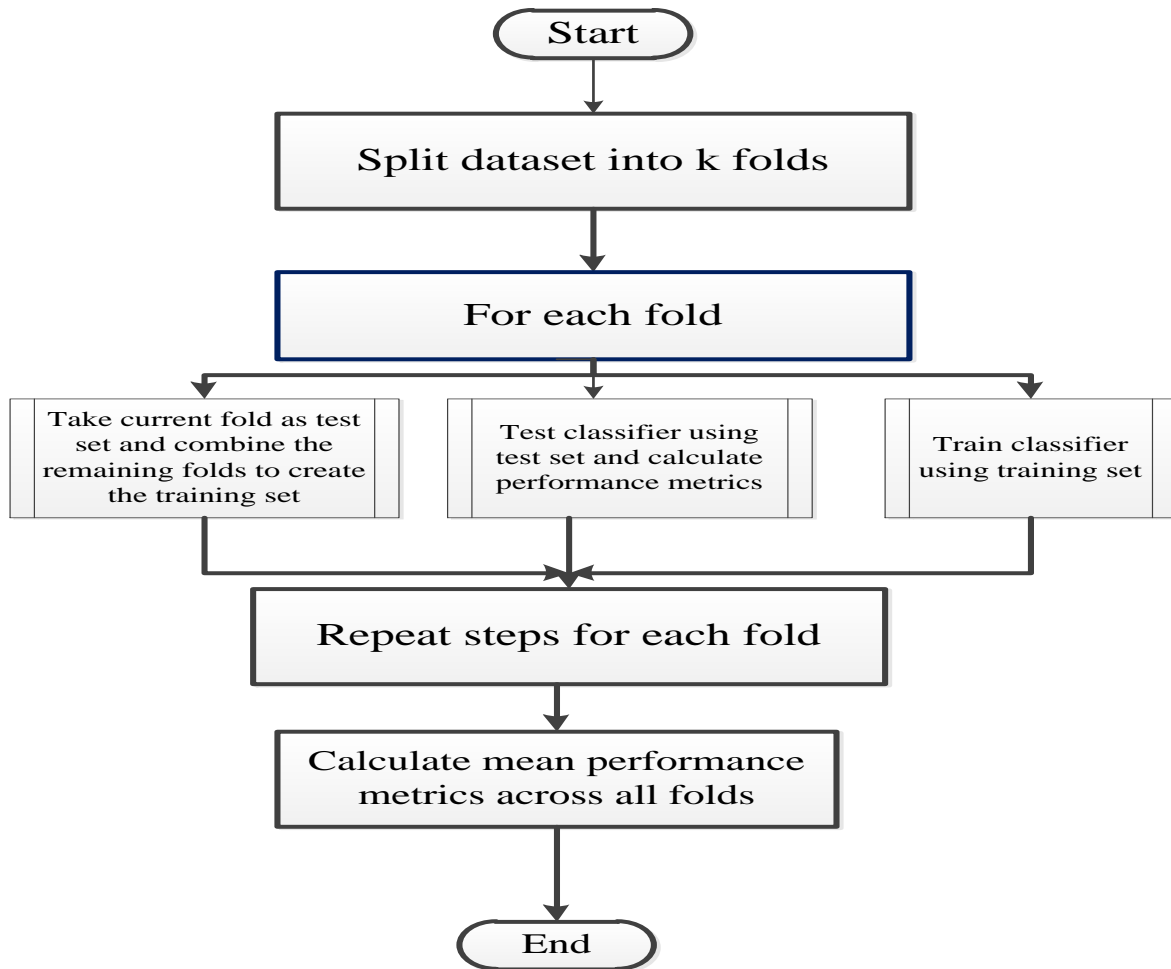 Start
Split dataset into k folds
For each fold
Take current fold as test
set and combine the
remaining folds to create
the training set
Test classifier using
test set and calculate
performance metrics
Train classifier
using training set
Repeat steps for each fold
Calculate mean performance
metrics across all folds
End